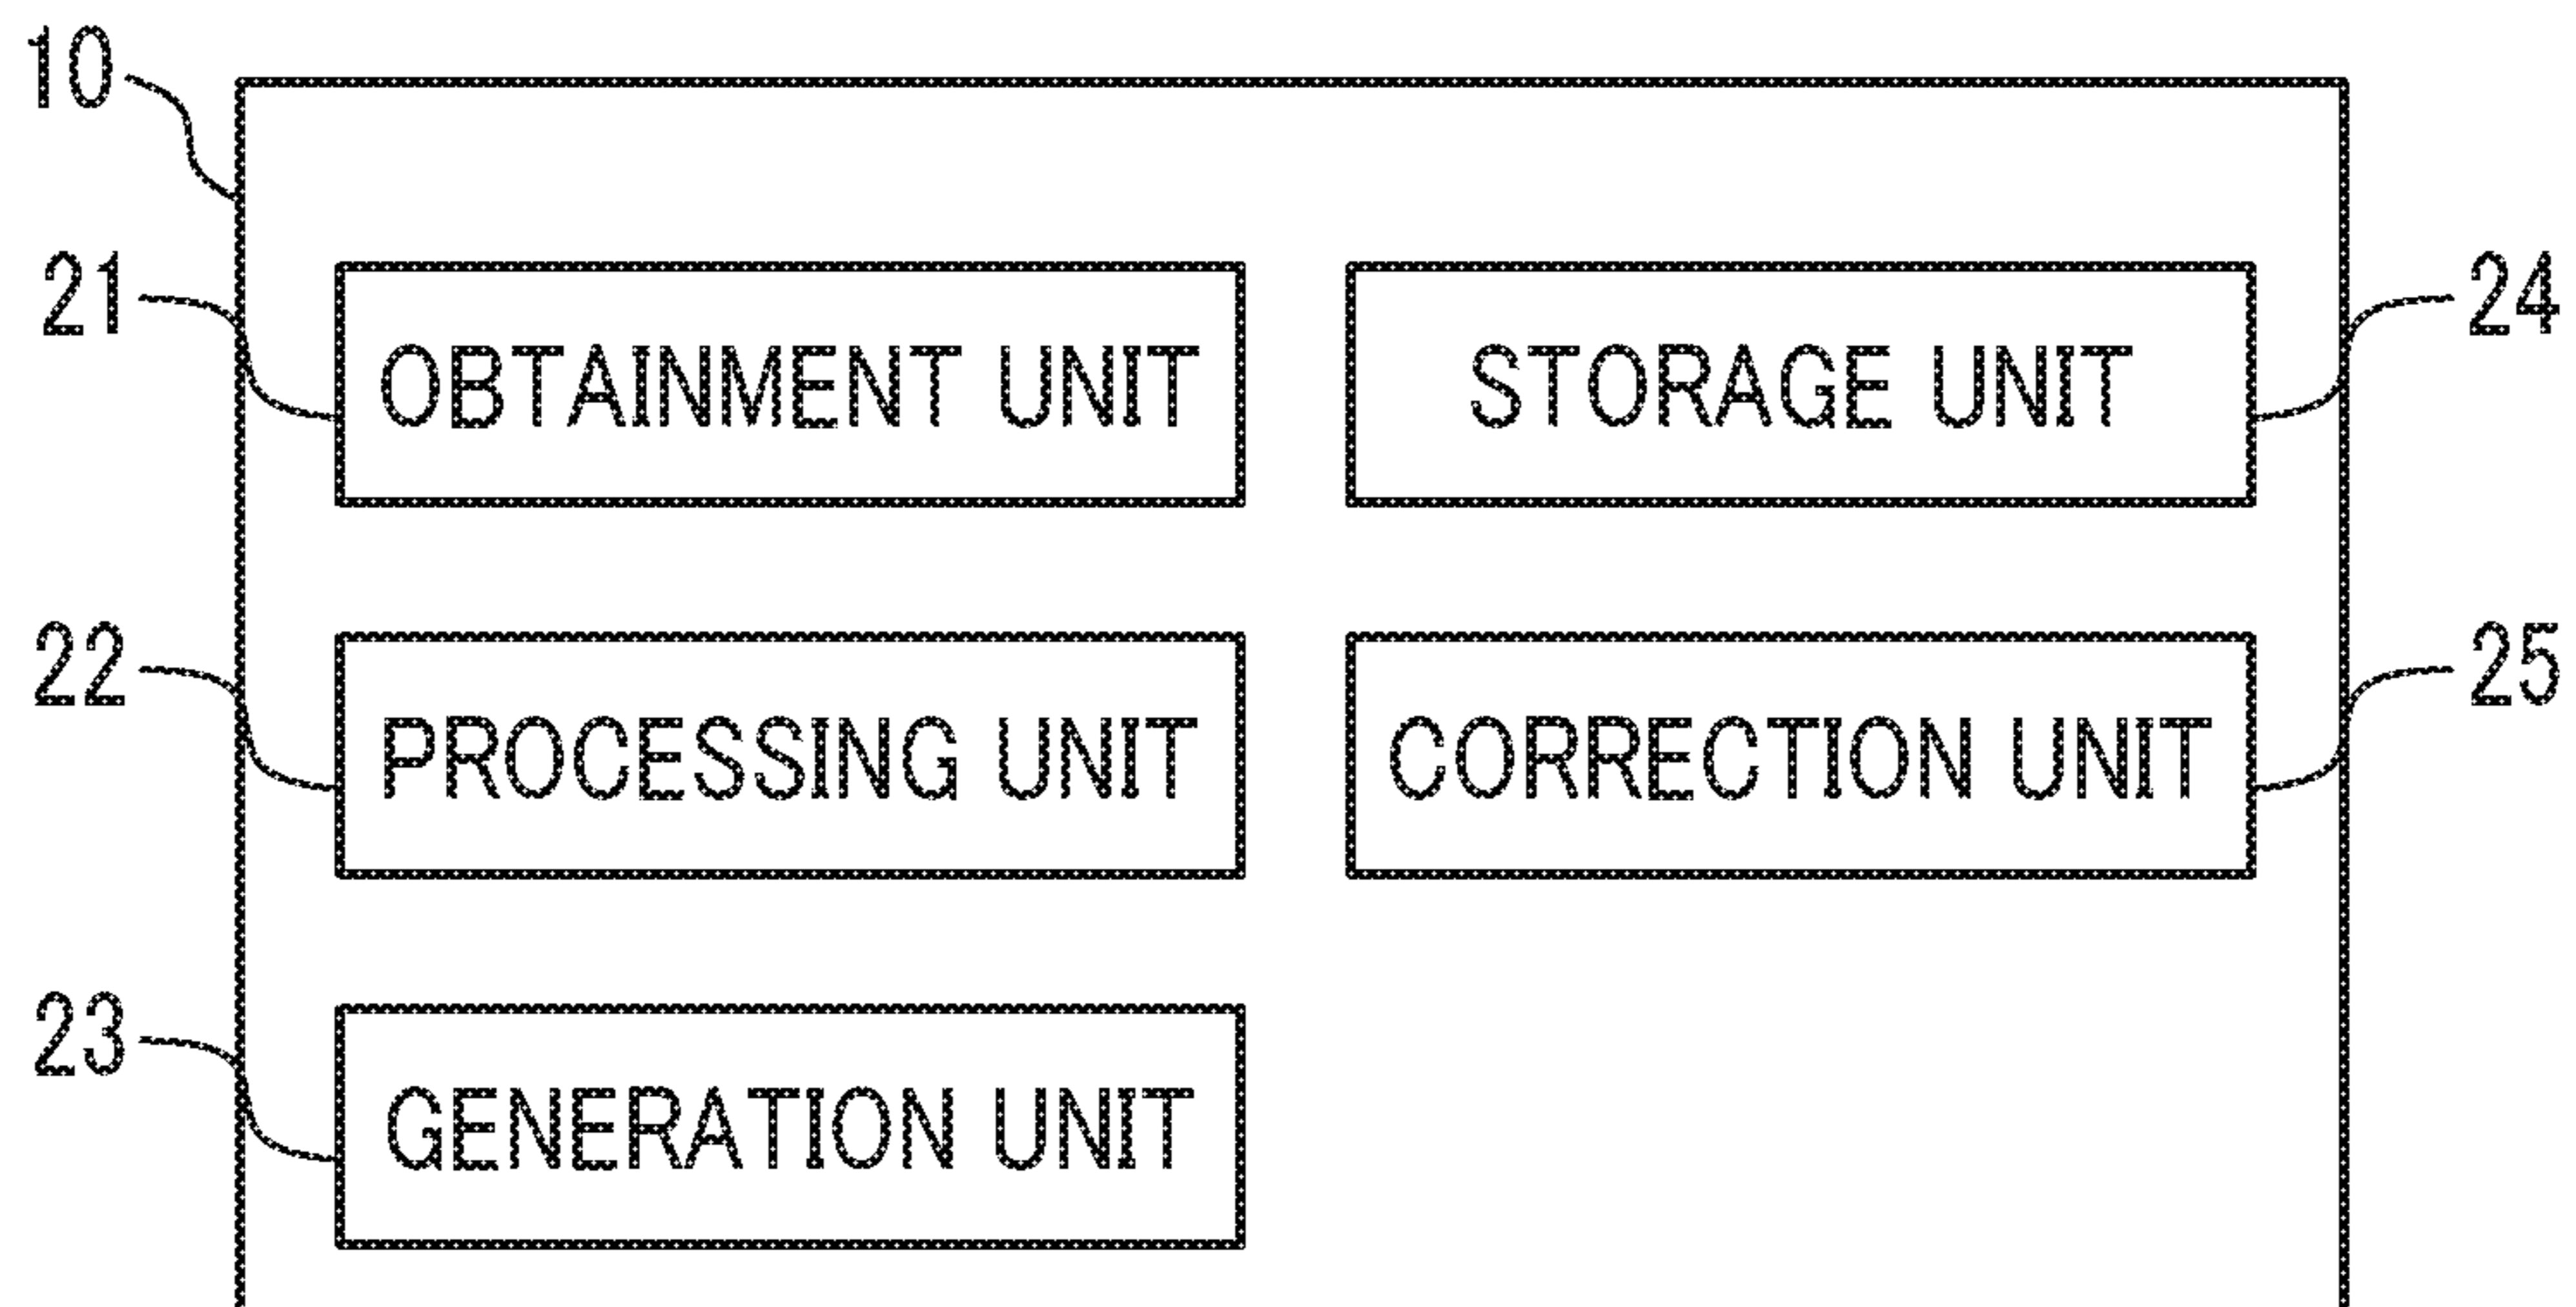 10
21 OBTAINMENT UNIT STORAGE UNIT 24
22 PROCESSING UNIT CORRECTION UNIT 25
23 GENERATION UNIT